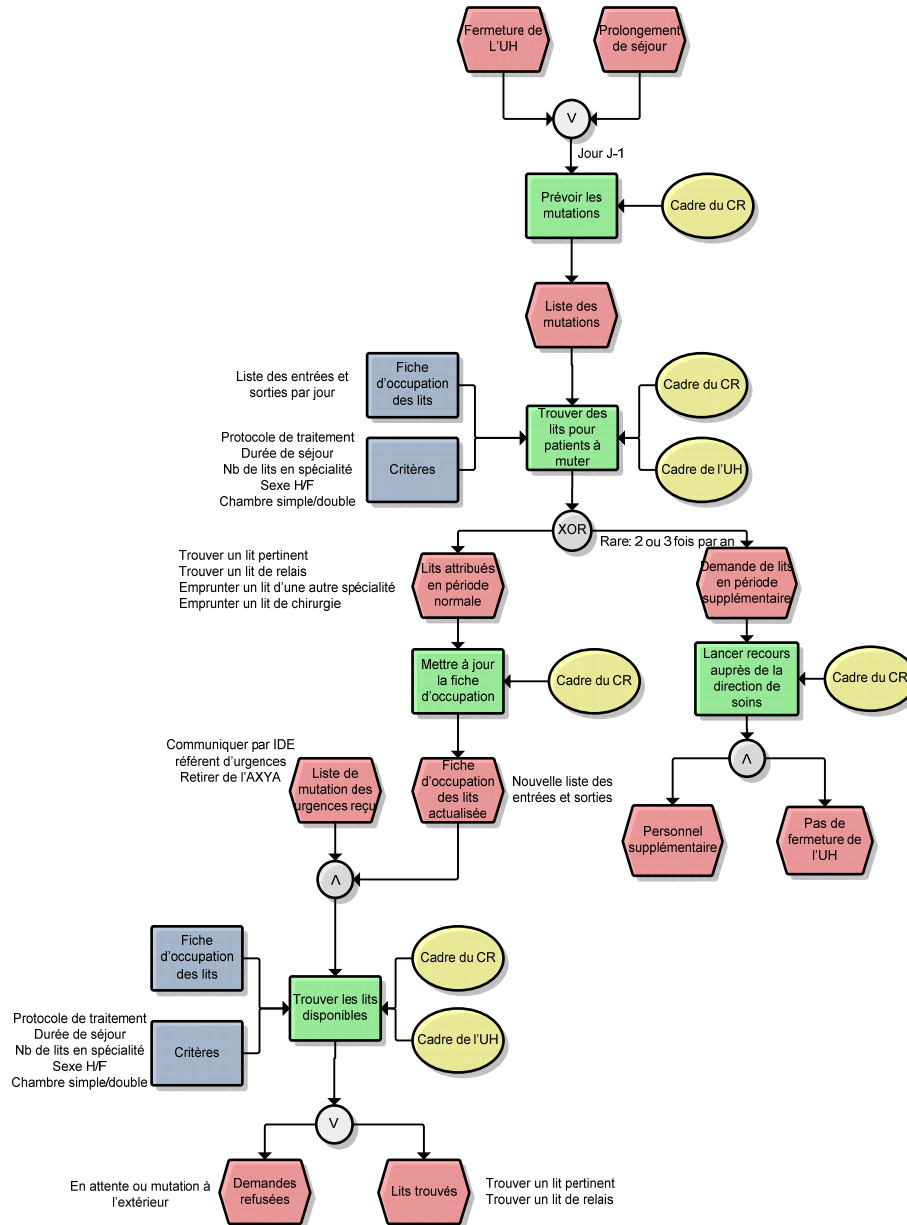 Fermeture de
L'UH
Prolongement
de séjour
V
Jour J-1
Prévoir les
mutations
Cadre du CR
Liste des
mutations
Liste des entrées et
sorties par jour
Fiche
d'occupation
des lits
Cadre du CR
Trouver des
lits pour
patients à
muter
Protocole de traitement
Durée de séjour
Nb de lits en spécialité
Sexe H/F
Chambre simple/double
Critères
Cadre de l'UH
XOR
Rare: 2 ou 3 fois par an
Trouver un lit pertinent
Trouver un lit de relais
Emprunter un lit d'une autre spécialité
Emprunter un lit de chirurgie
Lits attribués
en période
normale
Demande de lits
en période
supplémentaire
Mettre à jour
la fiche
d'occupation
Cadre du CR
Lancer recours
auprès de la
direction de
soins
Cadre du CR
Communiquer par IDE
référent d'urgences
Retirer de l'AXYA
Liste de
mutation des
urgences reçu
Fiche
d'occupation
des lits
actualisée
Nouvelle liste des
entrées et sorties
Λ
Personnel
supplémentaire
Pas de
fermeture de
l'UH
Λ
Fiche
d'occupation
des lits
Cadre du CR
Trouver les lits
disponibles
Protocole de traitement
Durée de séjour
Nb de lits en spécialité
Sexe H/F
Chambre simple/double
Critères
Cadre de l'UH
V
En attente ou mutation à
l'extérieur
Demandes
refusées
Lits trouvés
Trouver un lit pertinent
Trouver un lit de relais